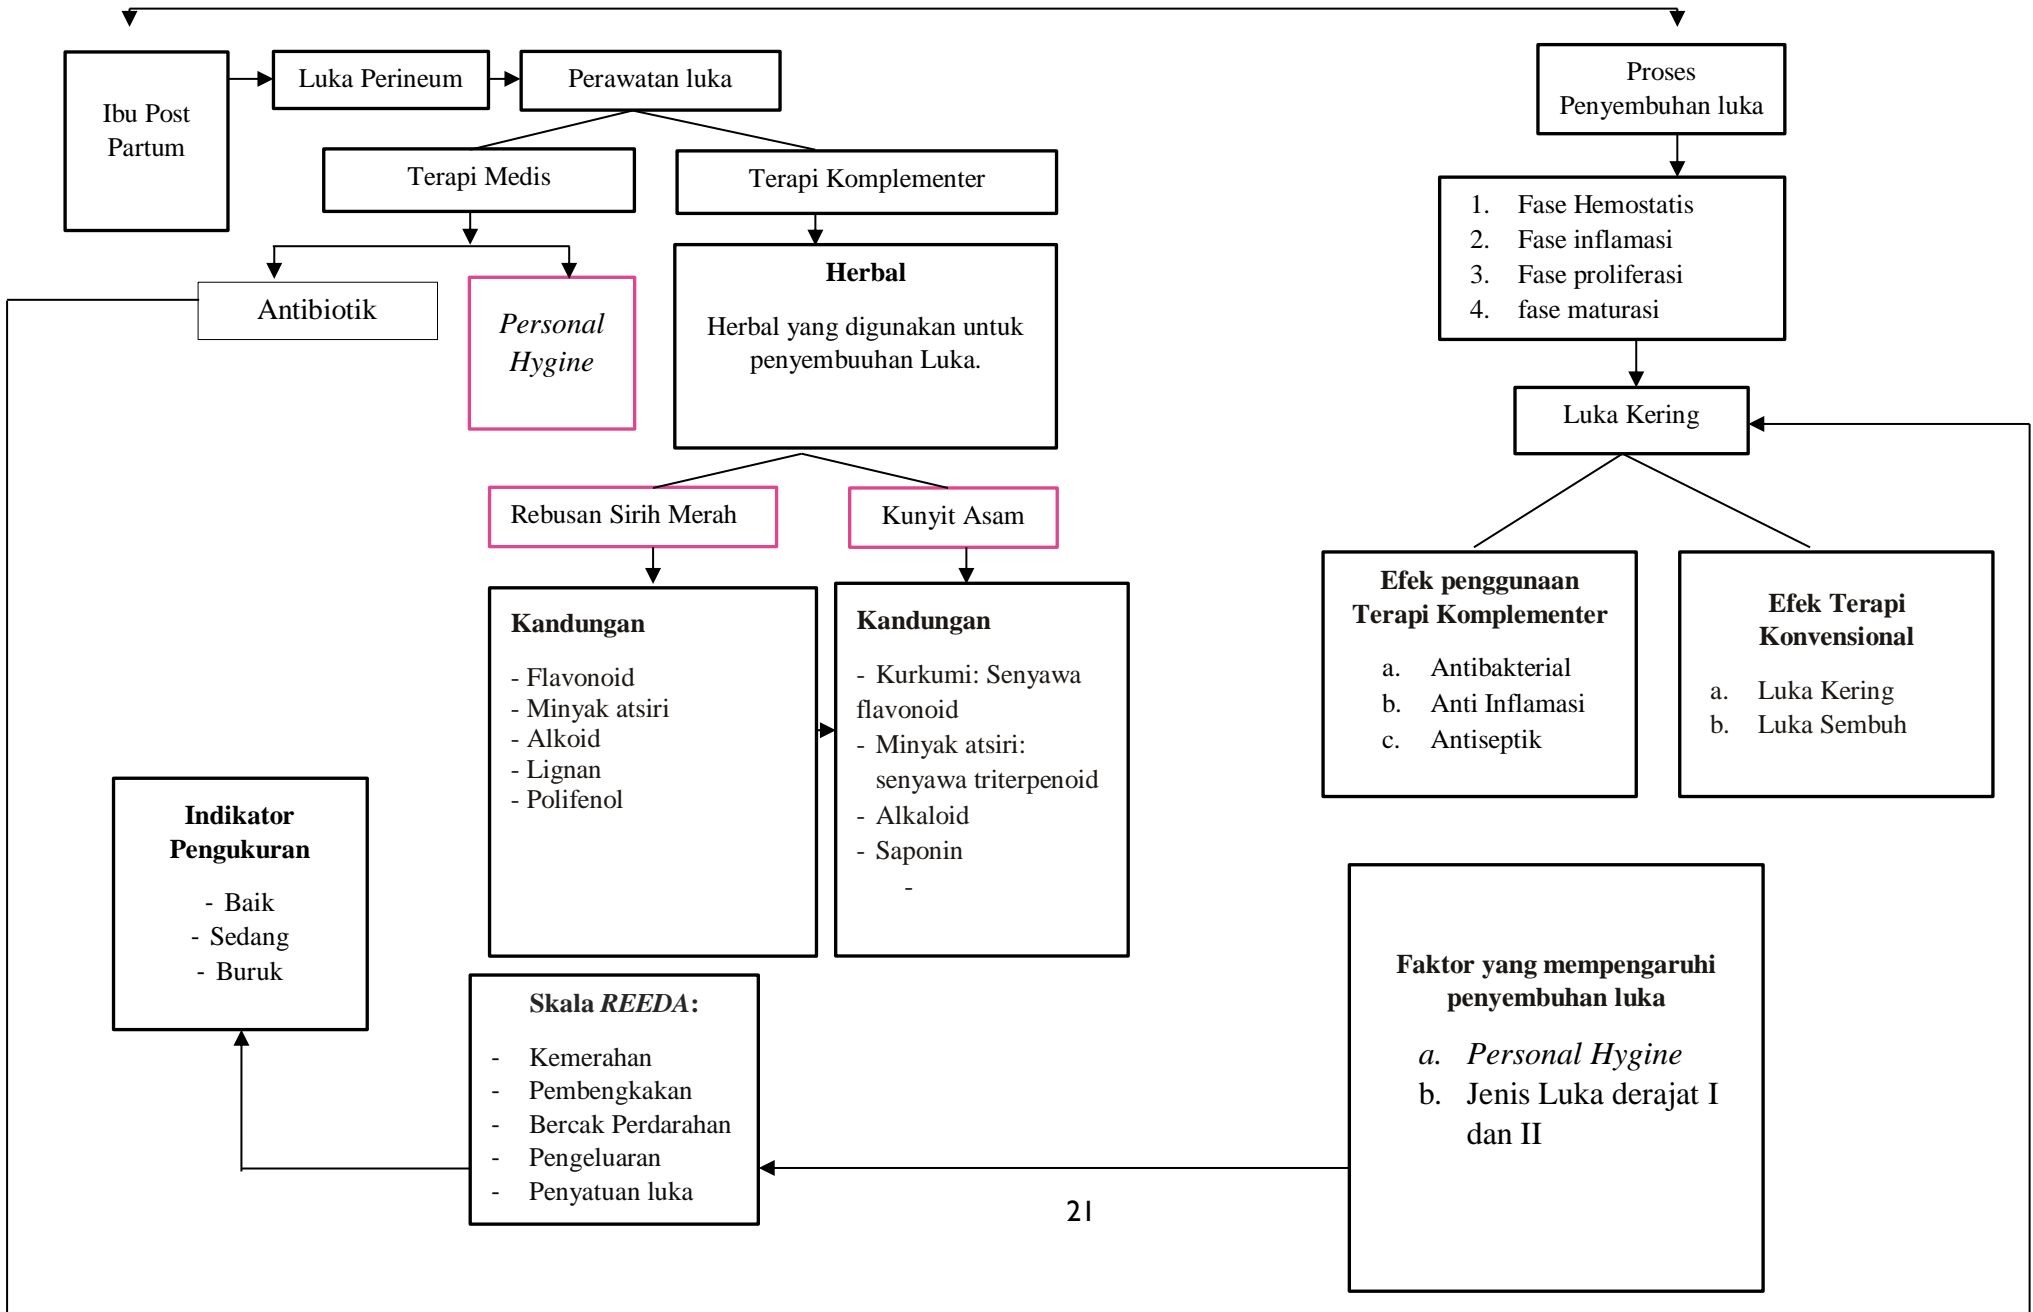 Ibu Post
Partum
Luka Perineum
Perawatan luka
Terapi Medis
Terapi Komplementer
Antibiotik
Personal
Hygine
Herbal
Herbal yang digunakan untuk
penyembuuhan Luka.
Rebusan Sirih Merah
Kunyit Asam
Kandungan
- Flavonoid
- Minyak atsiri
- Alkoid
- Lignan
- Polifenol
Kandungan
- Kurkumi: Senyawa
flavonoid
- Minyak atsiri:
senyawa triterpenoid
- Alkaloid
- Saponin
-
Proses
Penyembuhan luka
1. Fase Hemostatis
2. Fase inflamasi
3. Fase proliferasi
4. fase maturasi
Luka Kering
Efek penggunaan
Terapi Komplementer
a. Antibakterial
b. Anti Inflamasi
c. Antiseptik
Efek Terapi
Konvensional
a. Luka Kering
b. Luka Sembuh
Indikator
Pengukuran
- Baik
- Sedang
- Buruk
Skala REEDA:
- Kemerahan
- Pembengkakan
- Bercak Perdarahan
- Pengeluaran
- Penyatuan luka
Faktor yang mempengaruhi
penyembuhan luka
a. Personal Hygine
b. Jenis Luka derajat I
dan II
21